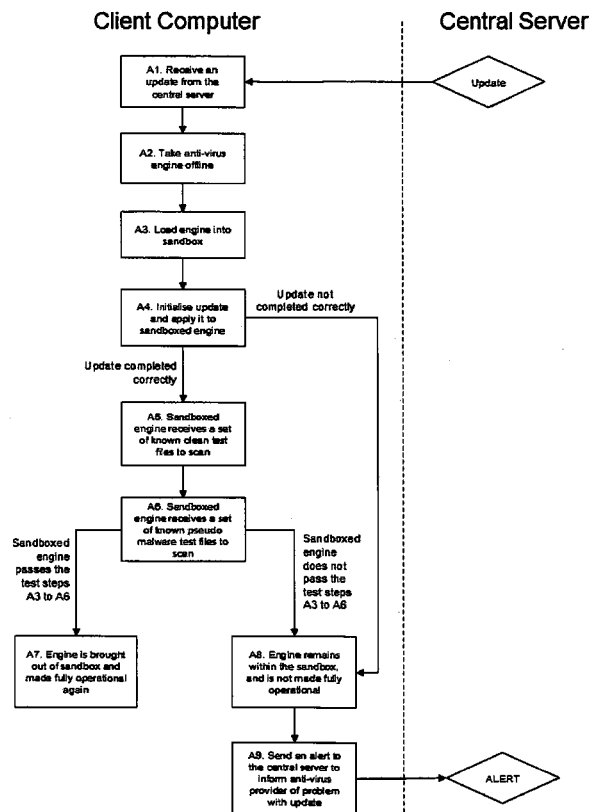 Client Computer
Central Server
A1. Receive an
update from the
central server
Update
A2. Take anti-virus
engine offline
A3. Load engine into
sandbox
A4. Initialise update
and apply it to
sandboxed engine
Update not
completed correctly
Update completed
correctly
A5. Sandboxed
engine receives a set
of known clean test
files to scan
A6. Sandboxed
engine receives a set
of known pseudo
malware test files to
scan
Sandboxed
engine
passes the
test steps
A3 to A6
Sandboxed
engine
does not
pass the
test steps
A3 to A6
A7. Engine is brought
out of sandbox and
made fully operational
again
A8. Engine remains
within the sandbox,
and is not made fully
operational
A9. Send an alert to
the central server to
inform anti-virus
provider of problem
with update
ALERT